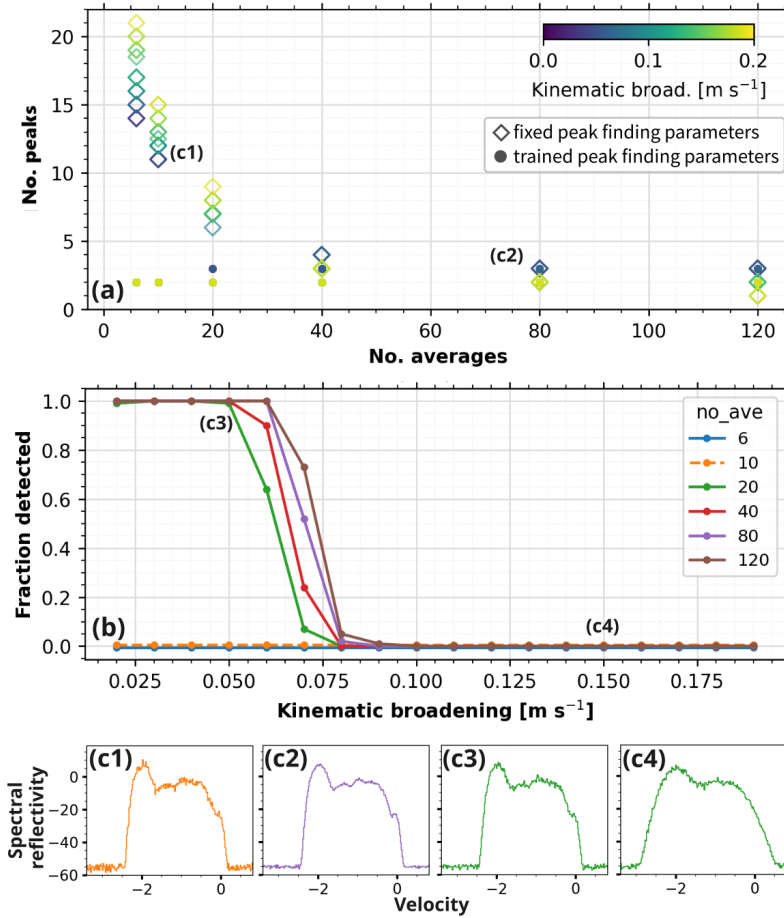 20
15
10
5
0
No. peaks
0.0 0.1 0.2
Kinematic broad. [m s⁻¹]
fixed peak finding parameters
trained peak finding parameters
(c1)
(c2)
(a)
0 20 40 60 80 100 120
No. averages
1.0
0.8
0.6
0.4
0.2
0.0
Fraction detected
(c3)
no_ave
6
10
20
40
80
120
(b)
(c4)
0.025 0.050 0.075 0.100 0.125 0.150 0.175
Kinematic broadening [m s⁻¹]
(c1) (c2) (c3) (c4)
0
−20
−40
−60
Spectral
reflectivity
−2 0 −2 0 −2 0 −2 0
Velocity